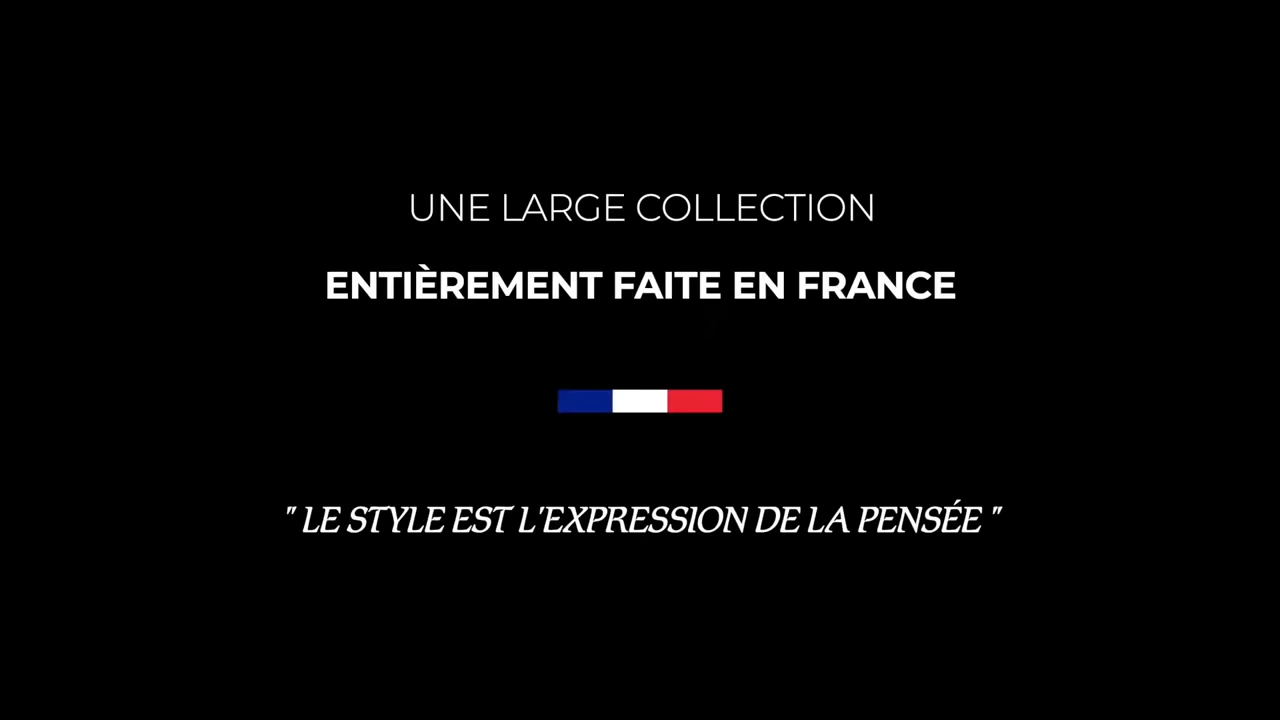 UNE LARGE COLLECTION
ENTIÈREMENT FAITE EN FRANCE
" LE STYLE EST L'EXPRESSION DE LA PENSÉE "